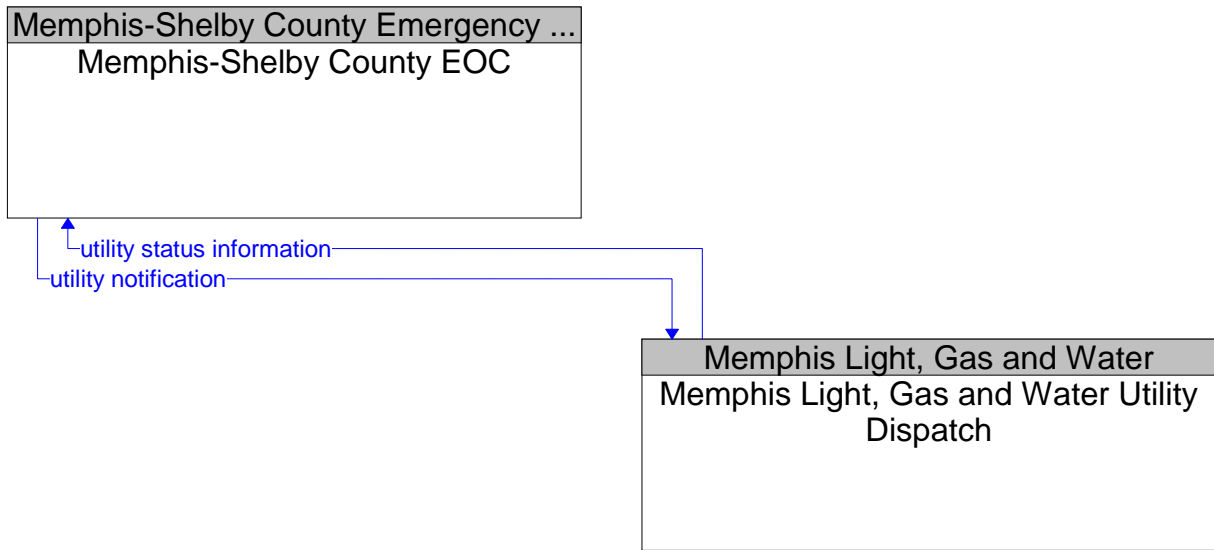 Memphis-Shelby County Emergency ...
Memphis-Shelby County EOC
utility status information
utility notification
Memphis Light, Gas and Water
Memphis Light, Gas and Water Utility
Dispatch